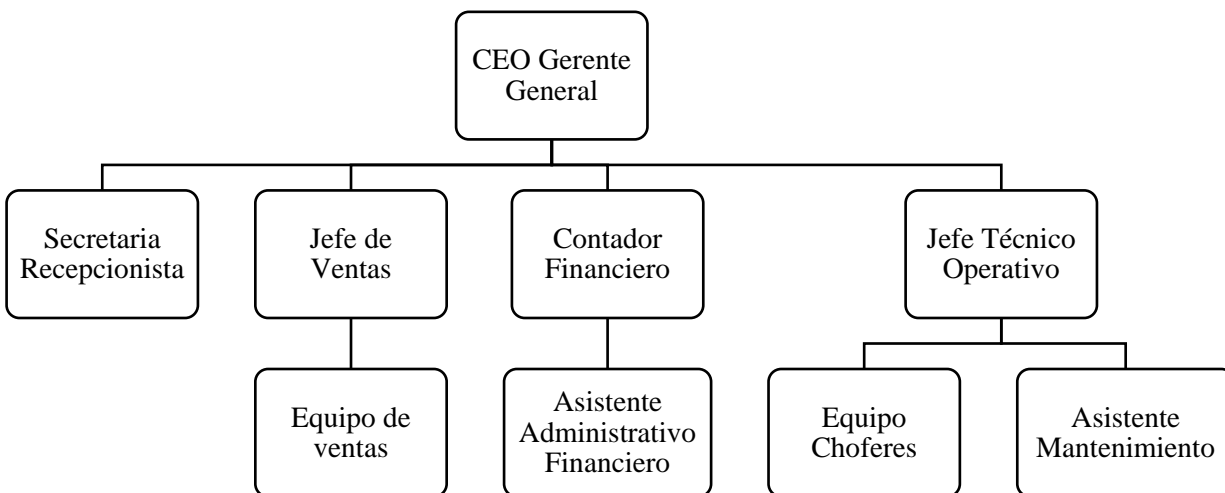 CEO Gerente
General
Secretaria
Recepcionista
Jefe de
Ventas
Contador
Financiero
Jefe Técnico
Operativo
Equipo de
ventas
Asistente
Administrativo
Financiero
Equipo
Choferes
Asistente
Mantenimiento